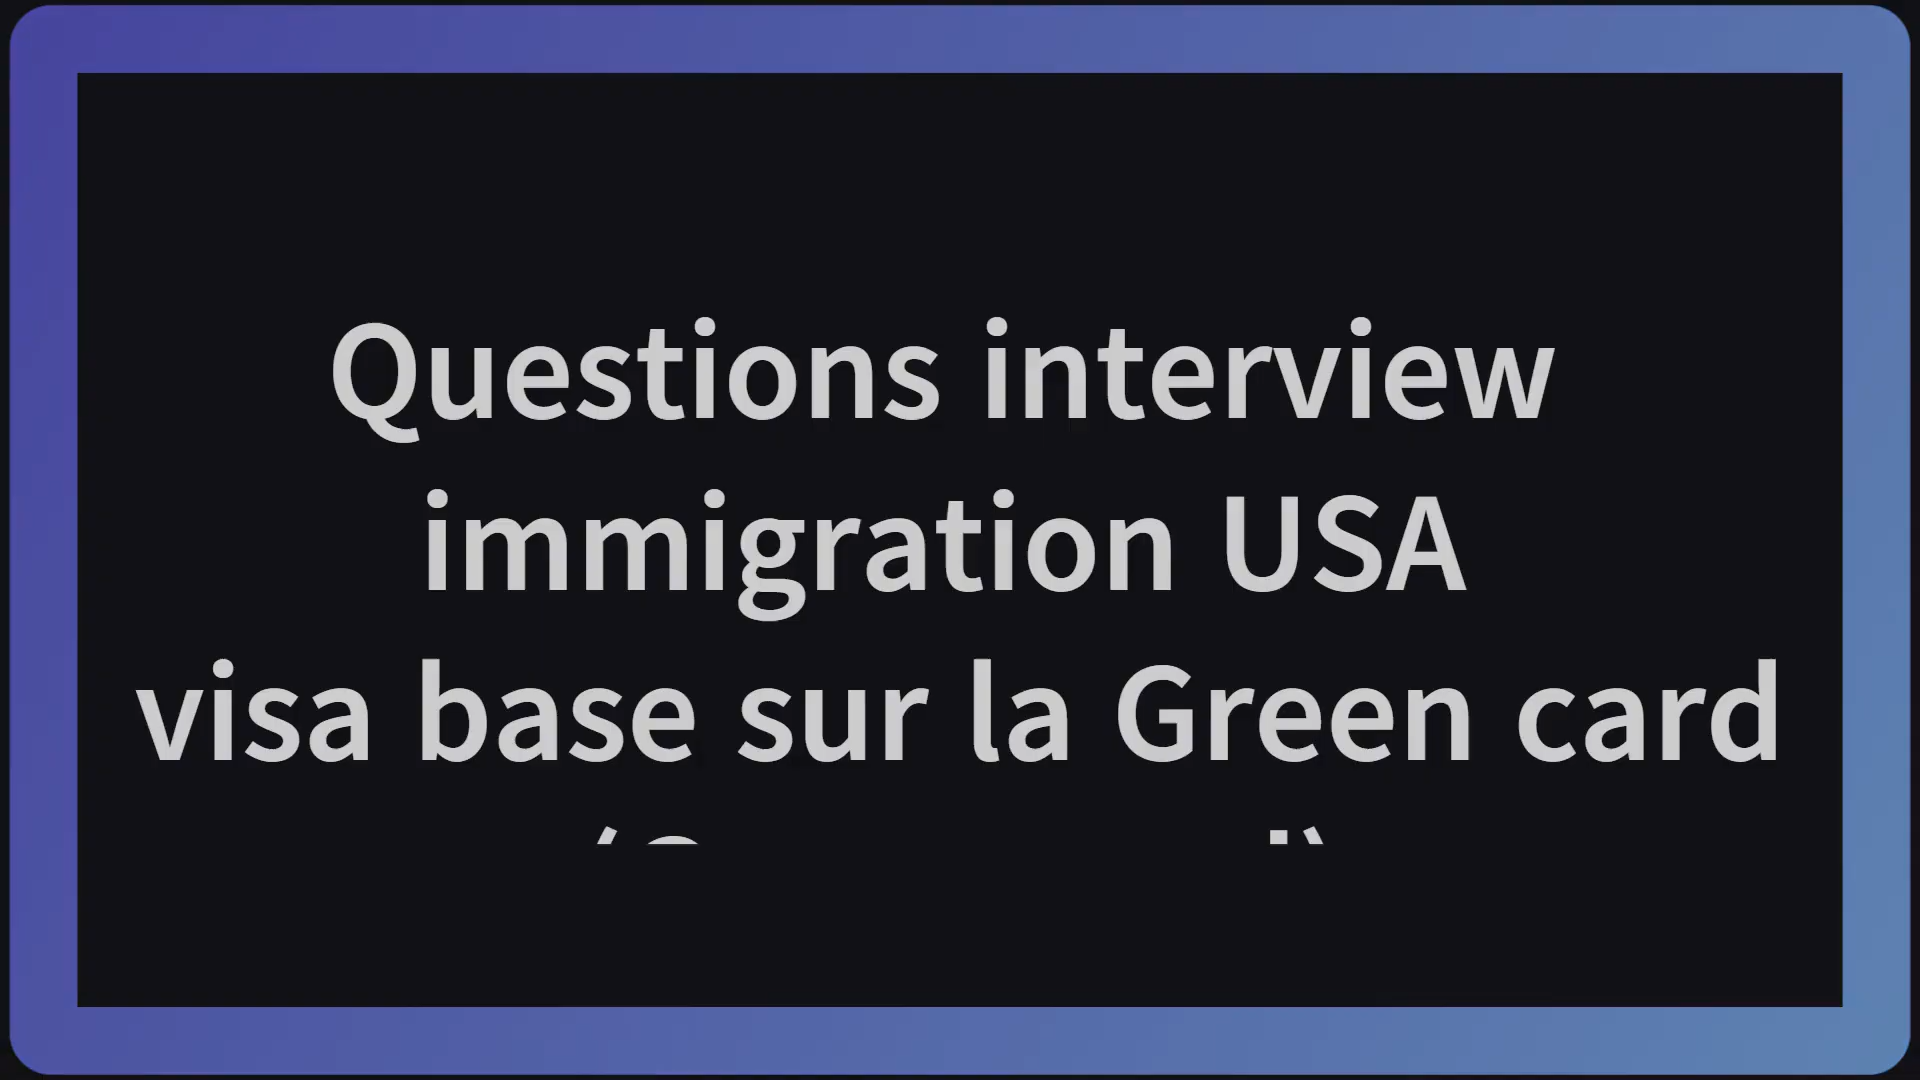 Questions interview
immigration USA
visa base sur la Green card